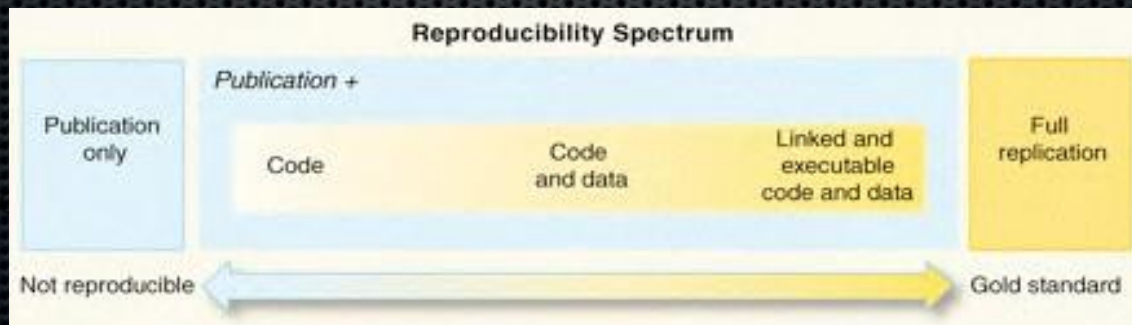 Reproducibility Spectrum
Publication only
Publication +
Code
Code
and data
Linked and
executable
code and data
Full
replication
Not reproducible
Gold standard